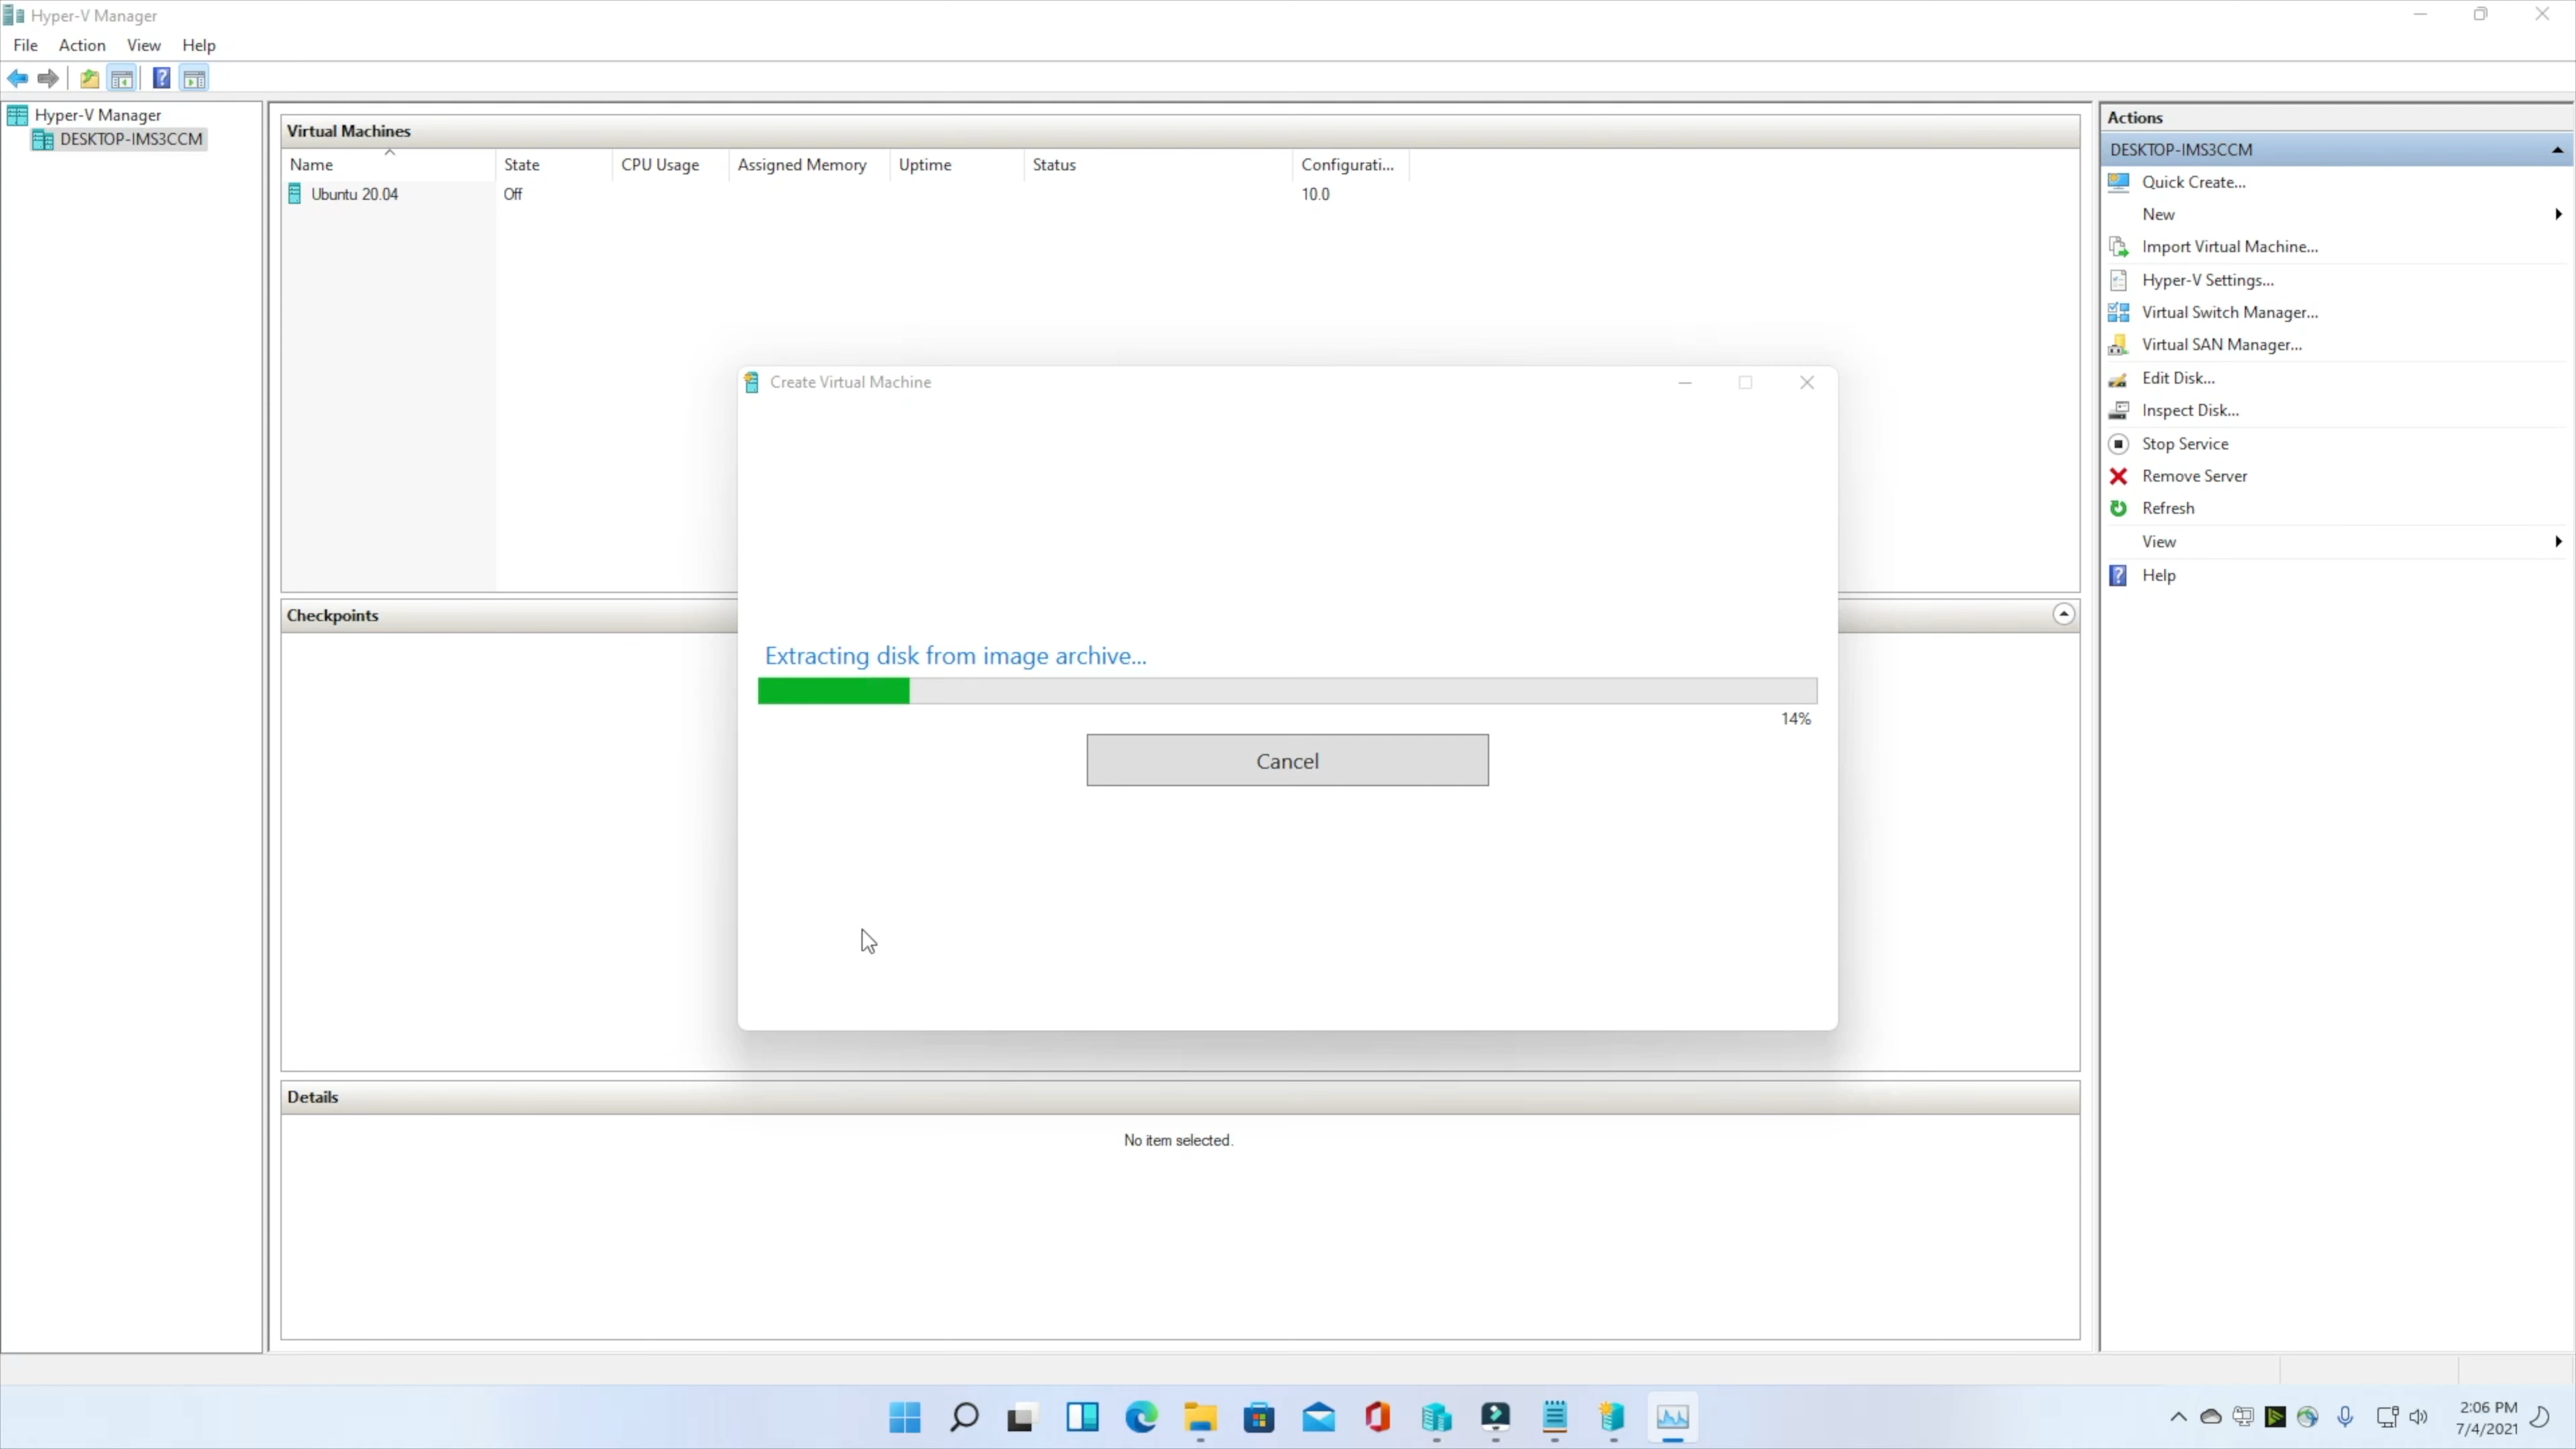 Hyper-V Manager
File Action View Help
Hyper-V Manager
DESKTOP-IMS3CCM
Virtual Machines
Name State CPU Usage Assigned Memory Uptime Status Configurati...
Ubuntu 20.04 Off 10.0
Create Virtual Machine
Extracting disk from image archive...
14%
Cancel
Checkpoints
Details
No item selected.
Actions
DESKTOP-IMS3CCM
Quick Create...
New
Import Virtual Machine...
Hyper-V Settings...
Virtual Switch Manager...
Virtual SAN Manager...
Edit Disk...
Inspect Disk...
Stop Service
Remove Server
Refresh
View
Help
2:06 PM
7/4/2021